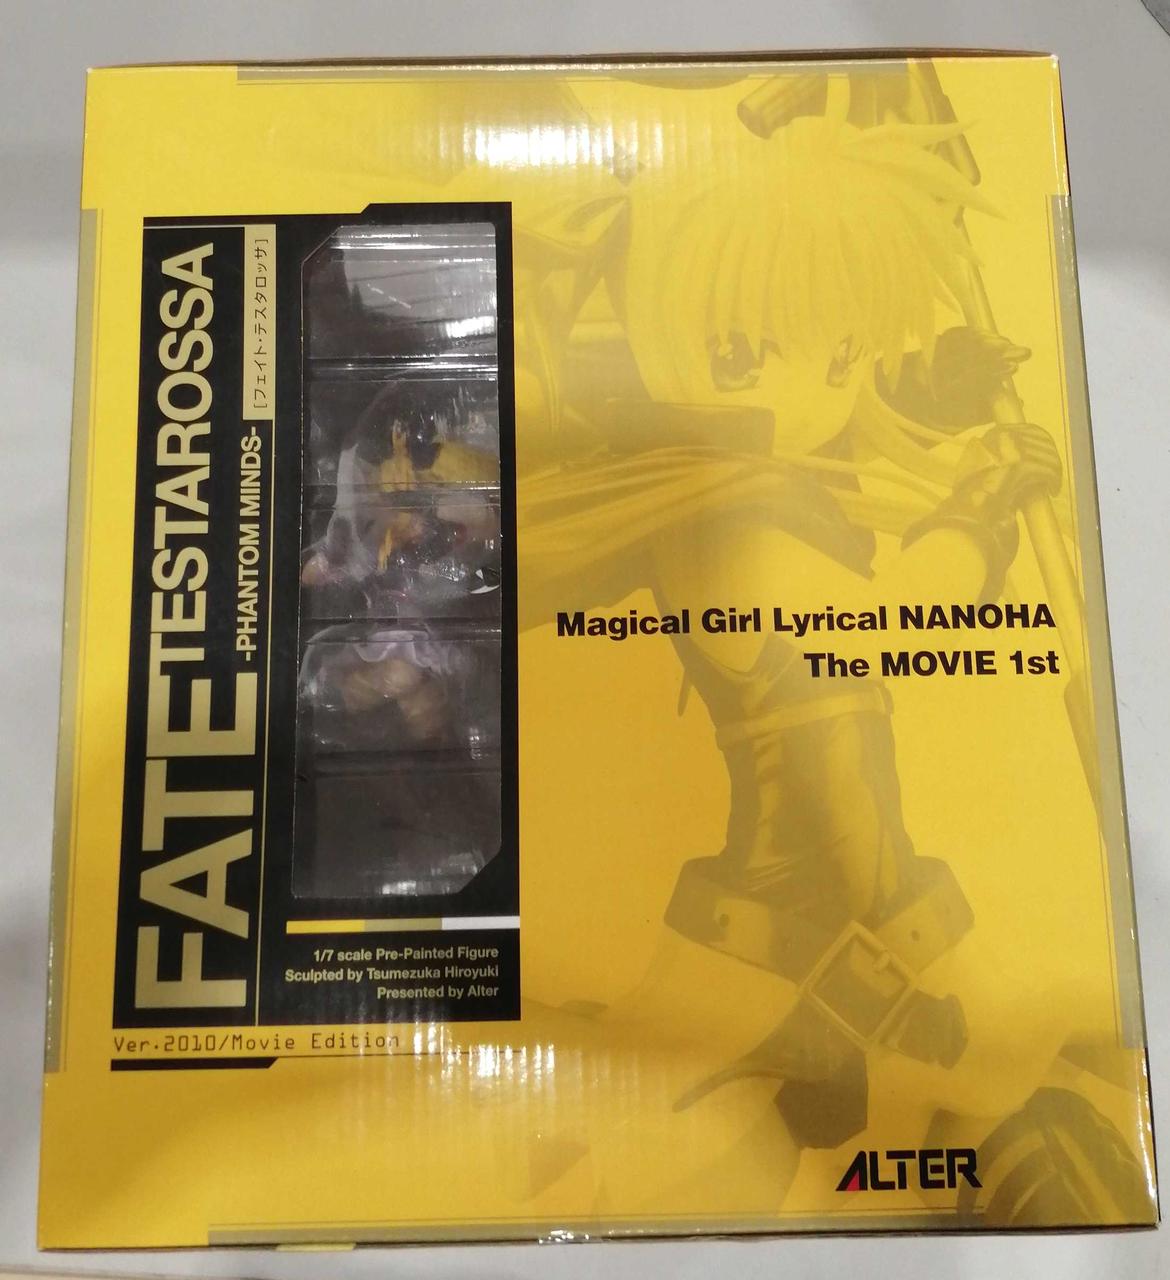 FATE TESTAROSSA
[フェイト・テスタロッサ]
-PHANTOM MINDS-
Magical Girl Lyrical NANOHA
The MOVIE 1st
1/7 scale Pre-Painted Figure
Sculpted by Tsumezuka Hiroyuki
Presented by Alter
Ver.2010/Movie Edition
ALTER